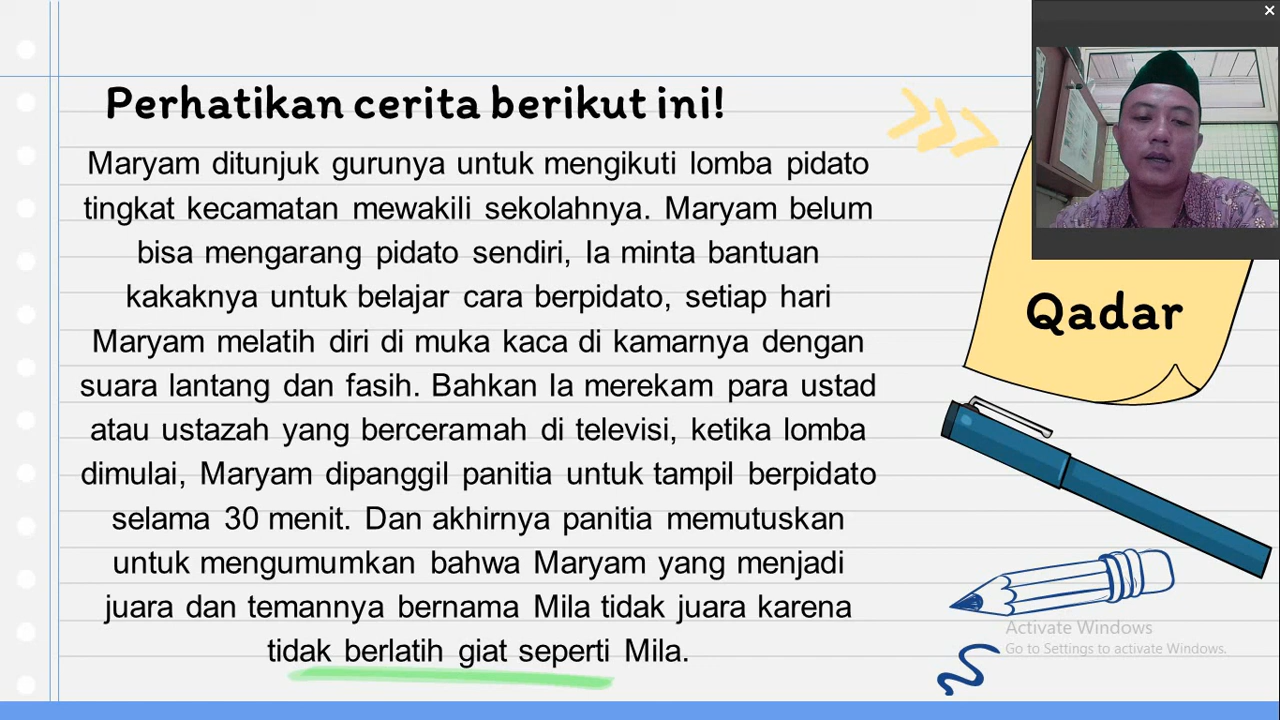 Perhatikan cerita berikut ini!
Maryam ditunjuk gurunya untuk mengikuti lomba pidato
tingkat kecamatan mewakili sekolahnya. Maryam belum
bisa mengarang pidato sendiri, Ia minta bantuan
kakaknya untuk belajar cara berpidato, setiap hari
Maryam melatih diri di muka kaca di kamarnya dengan
suara lantang dan fasih. Bahkan Ia merekam para ustad
atau ustazah yang berceramah di televisi, ketika lomba
dimulai, Maryam dipanggil panitia untuk tampil berpidato
selama 30 menit. Dan akhirnya panitia memutuskan
untuk mengumumkan bahwa Maryam yang menjadi
juara dan temannya bernama Mila tidak juara karena
tidak berlatih giat seperti Mila.
Qadar
Activate Windows
Go to Settings to activate Windows.